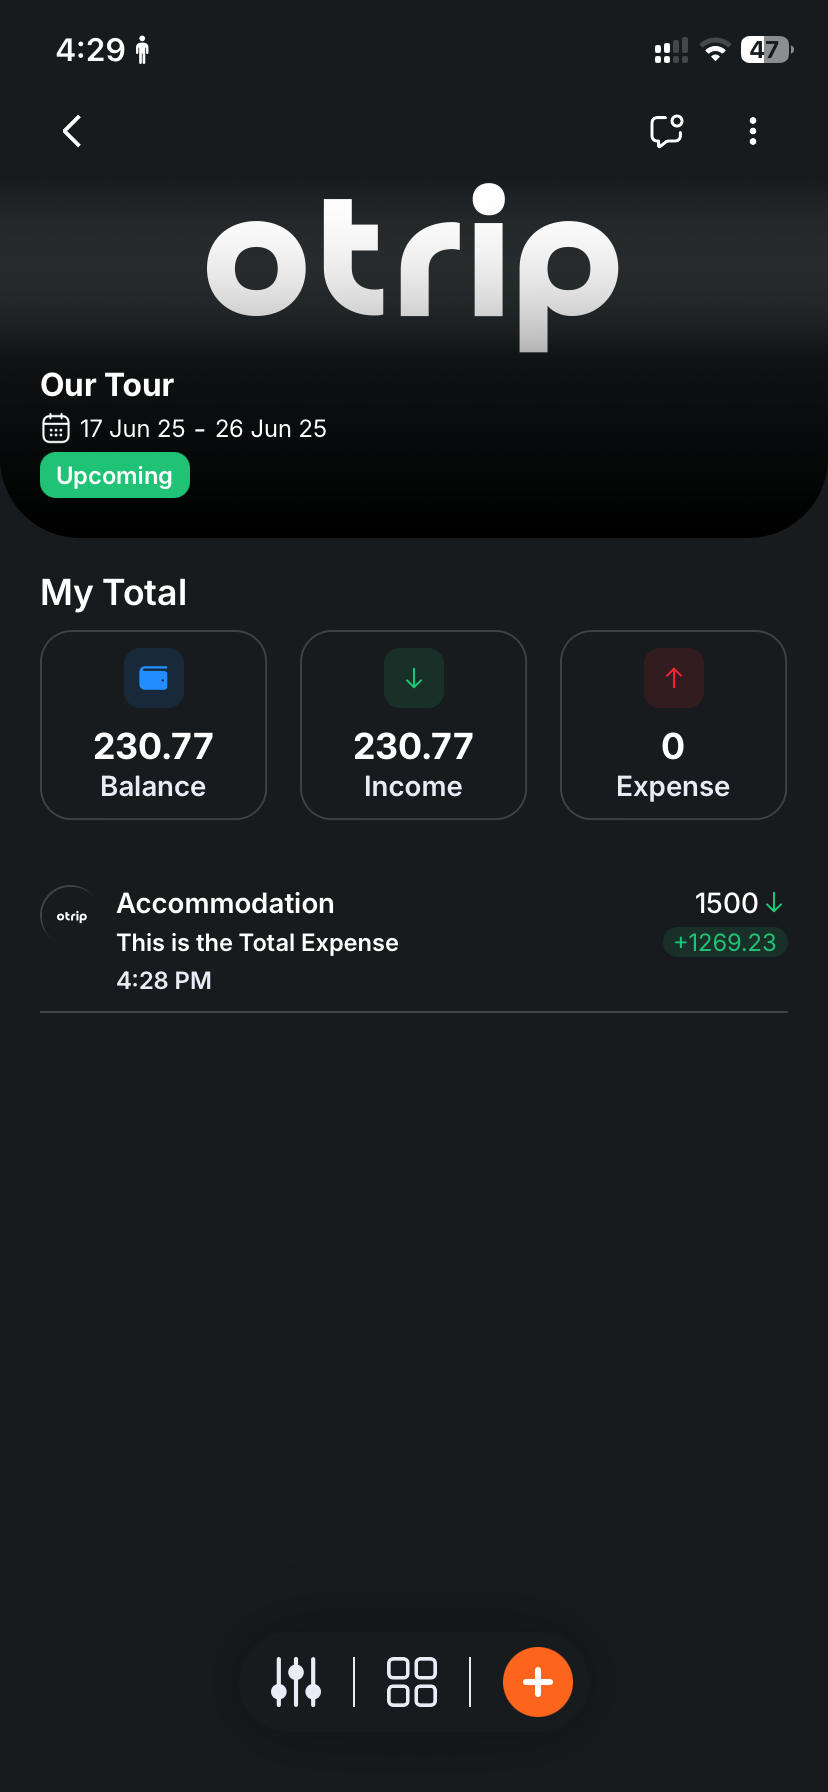 4:29
47
otrip
Our Tour
17 Jun 25 - 26 Jun 25
Upcoming
My Total
230.77
Balance
230.77
Income
0
Expense
otrip
Accommodation
1500
This is the Total Expense
+1269.23
4:28 PM